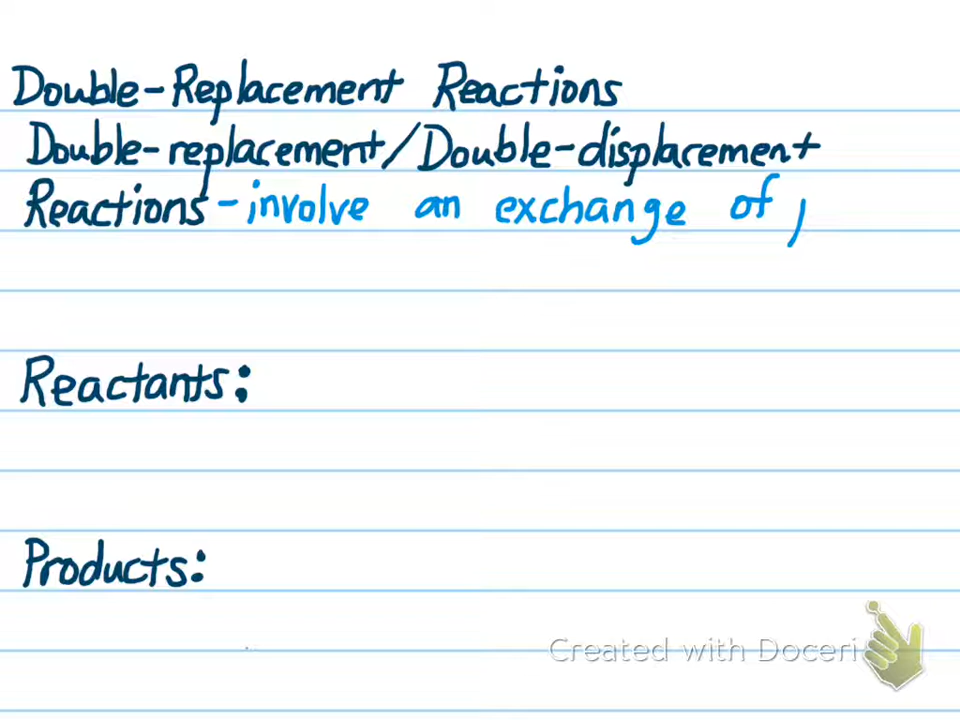 Double-Replacement Reactions
Double-replacement/Double-displacement
Reactions-involve an exchange of
Reactants:
Products:
Created with Doceri